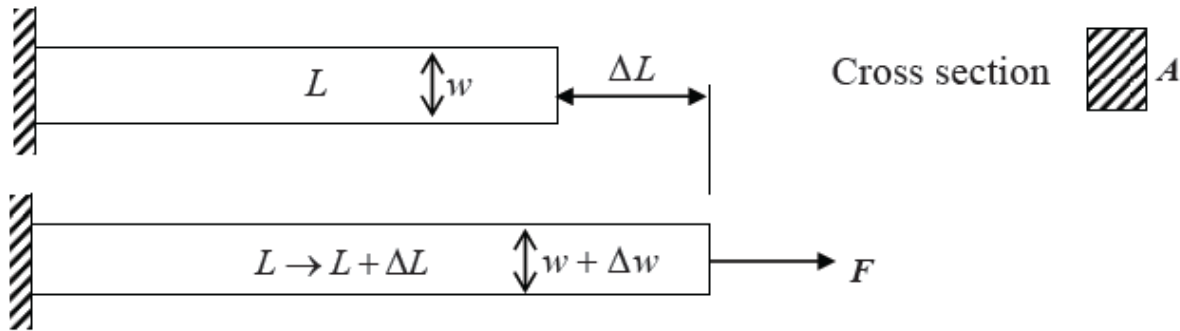 L
w
ΔL
Cross section
A
L → L + ΔL
w + Δw
F